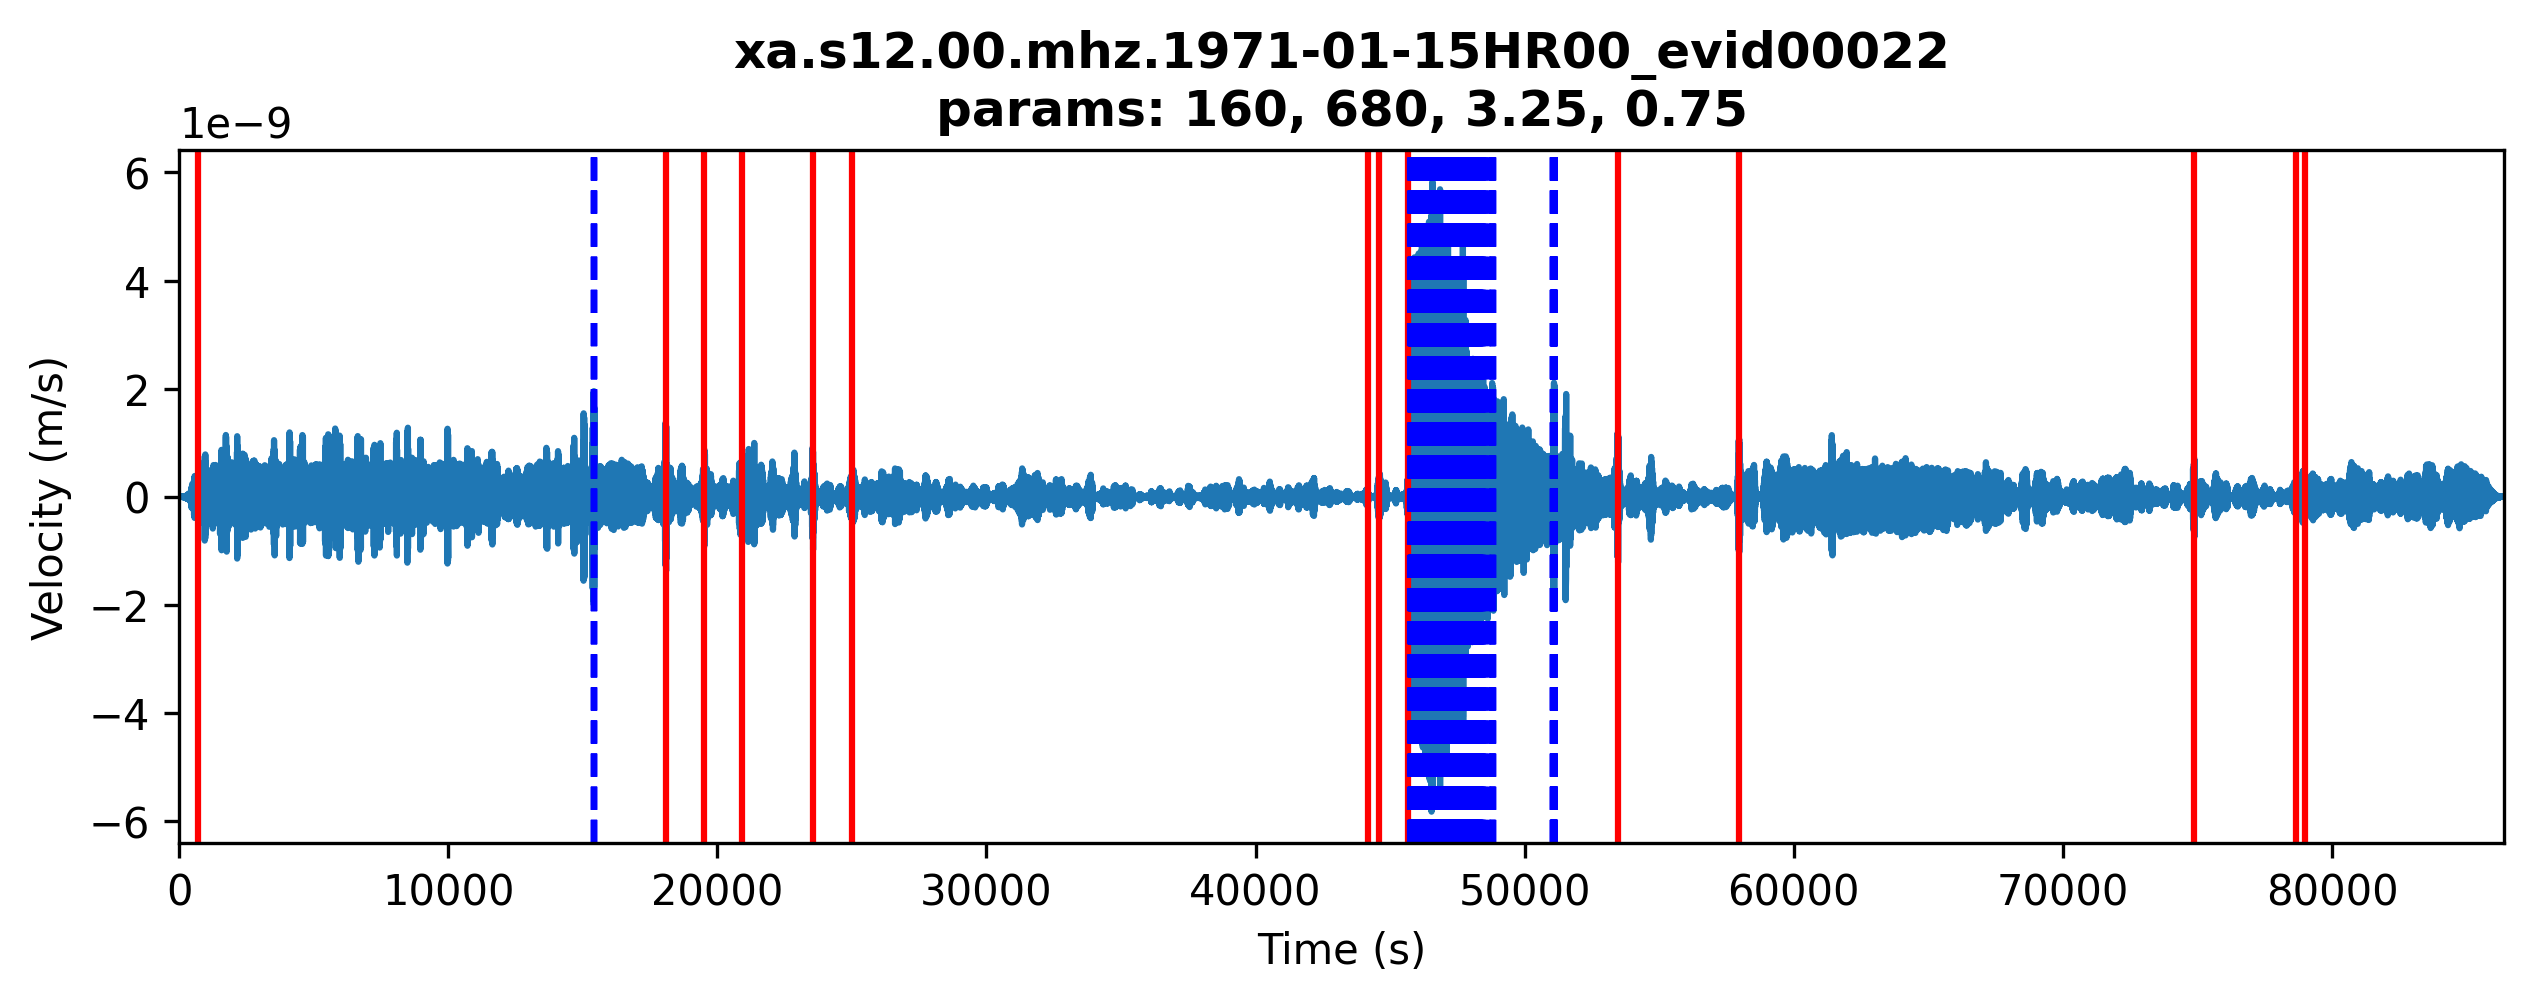 xa.s12.00.mhz.1971-01-15HR00_evid00022
params: 160, 680, 3.25, 0.75
1e−9
6
4
2
0
−2
−4
−6
Velocity (m/s)
0 10000 20000 30000 40000 50000 60000 70000 80000
Time (s)